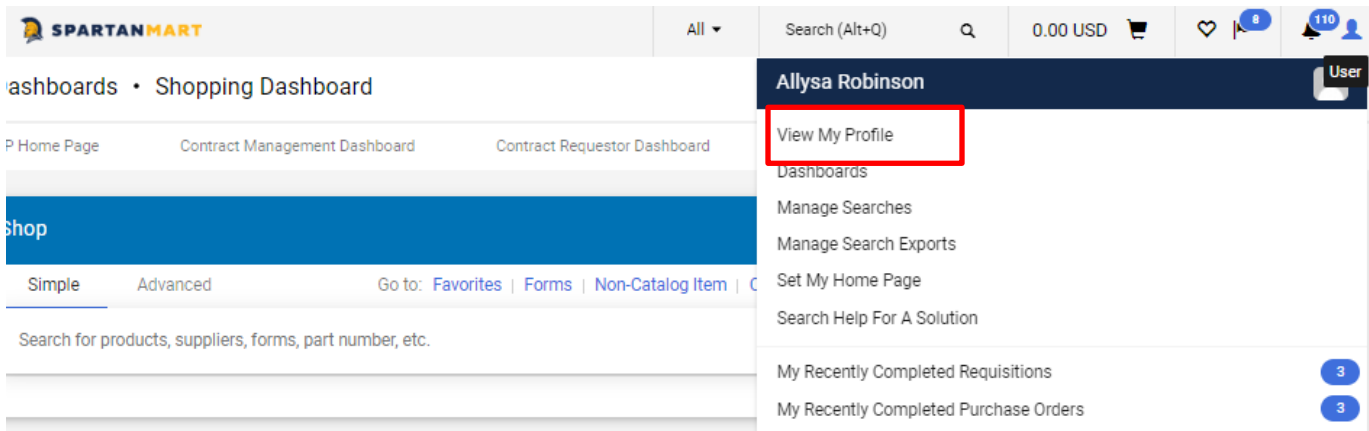 SPARTANMART All Search (Alt+Q) 0.00 USD 8 110
User
ashboards • Shopping Dashboard
Allysa Robinson
P Home Page Contract Management Dashboard Contract Requestor Dashboard
View My Profile
Dashboards
Manage Searches
Manage Search Exports
Set My Home Page
Search Help For A Solution
My Recently Completed Requisitions 3
My Recently Completed Purchase Orders 3
Shop
Simple Advanced Go to: Favorites | Forms | Non-Catalog Item |
Search for products, suppliers, forms, part number, etc.